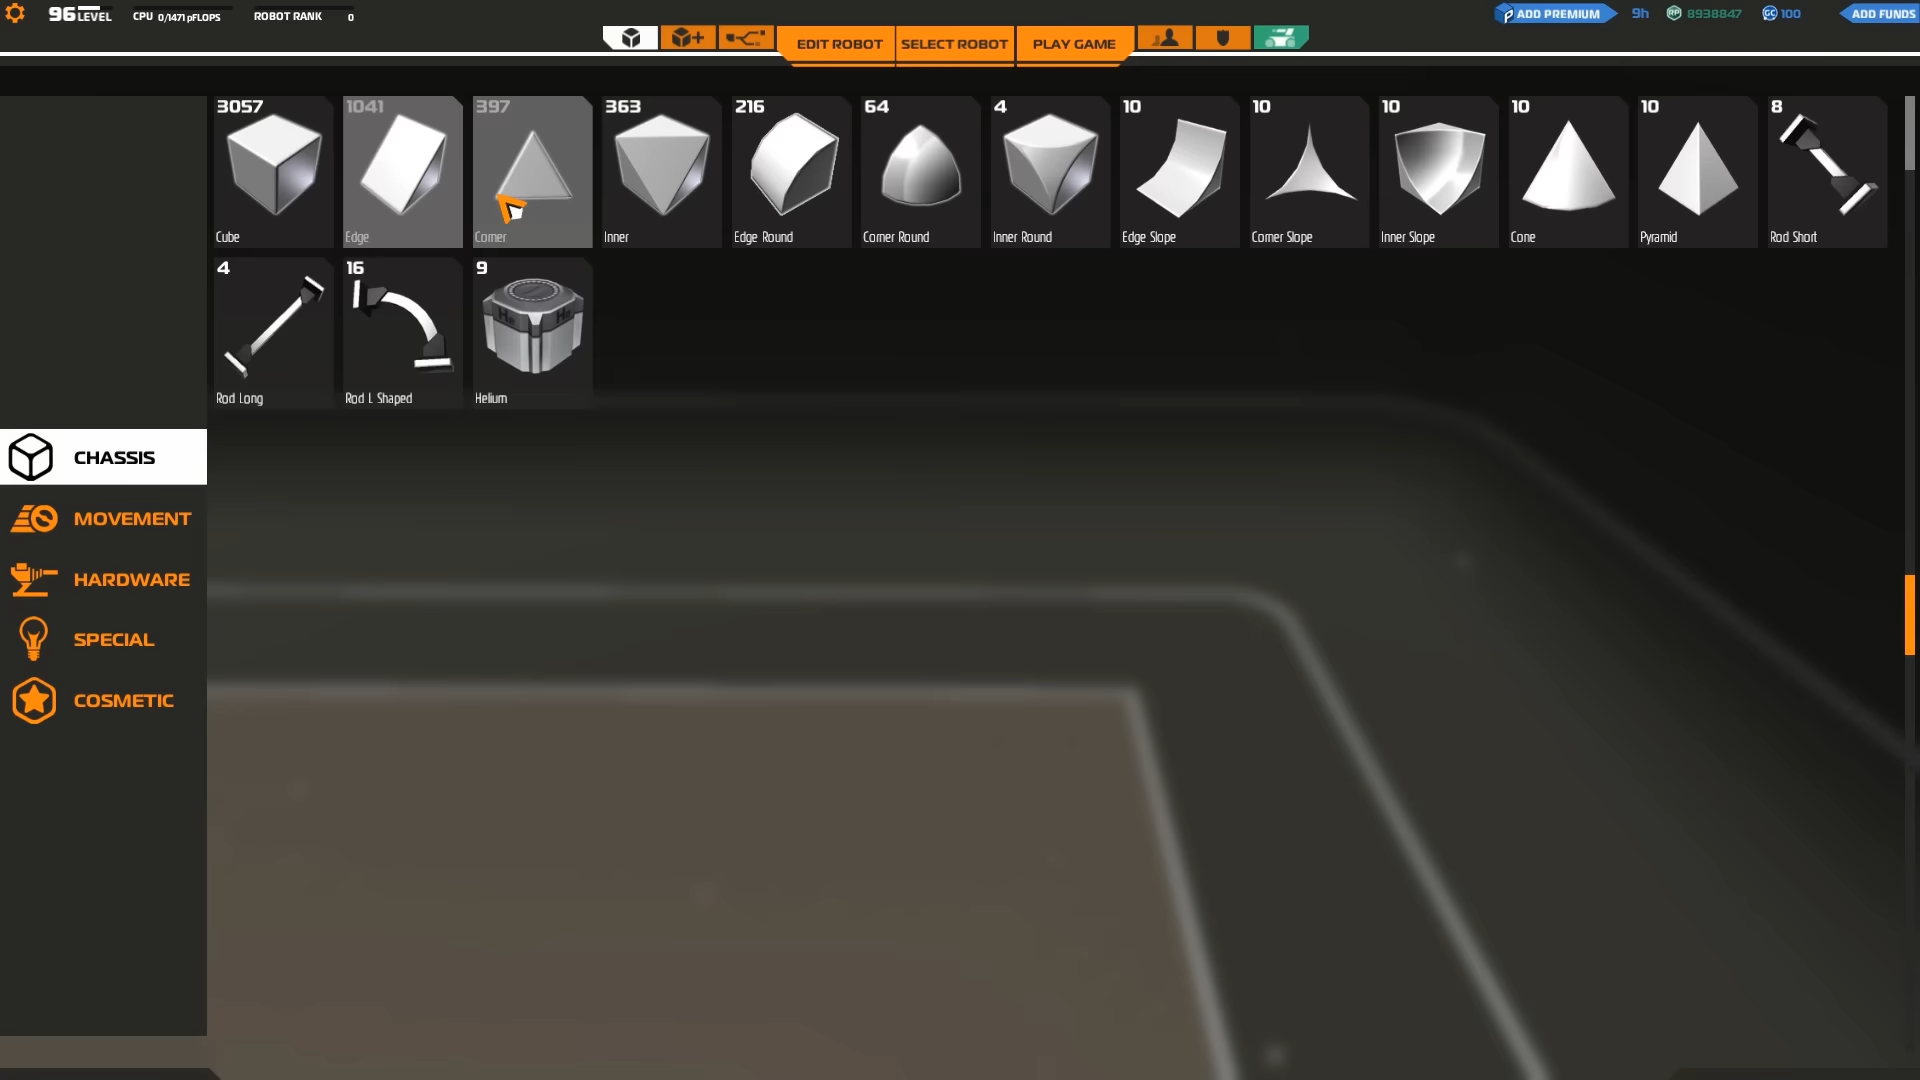 96 LEVEL CPU 0/1471 pFLOPS ROBOT RANK 0
ADD PREMIUM 9h RP 8938847 GC 100 ADD FUNDS
EDIT ROBOT SELECT ROBOT PLAY GAME
3057 1041 397 363 216 64 4 10 10 10 10 10 8
Cube Edge Corner Inner Edge Round Corner Round Inner Round Edge Slope Corner Slope Inner Slope Cone Pyramid Rod Short
4 16 9
Rod Long Rod L Shaped Helium
CHASSIS
MOVEMENT
HARDWARE
SPECIAL
COSMETIC